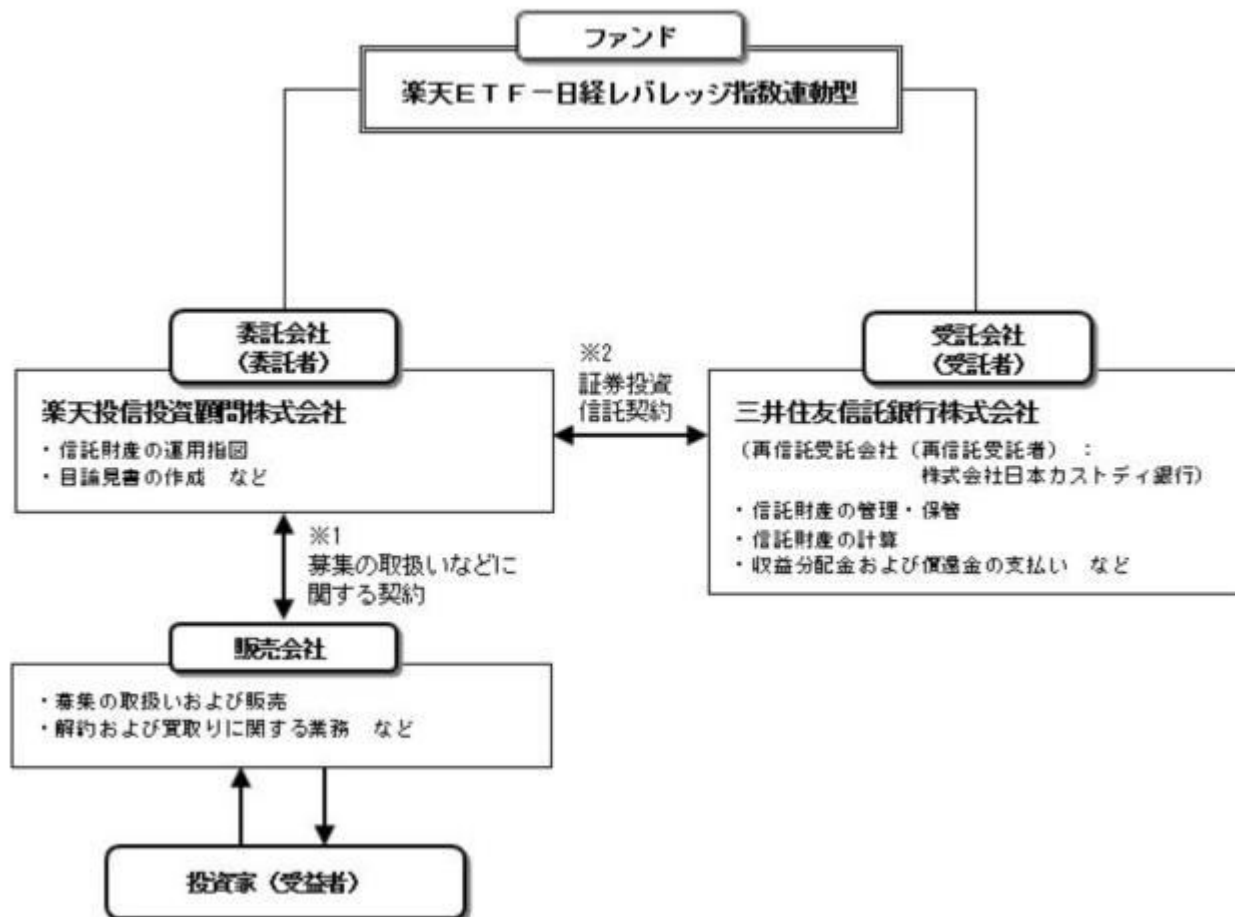 ファンド
楽天ETF－日経レバレッジ指数連動型
委託会社
（委託者）
楽天投信投資顧問株式会社
・信託財産の運用指図
・目論見書の作成　など
※2
証券投資
信託契約
受託会社
（受託者）
三井住友信託銀行株式会社
（再信託受託会社（再信託受託者）：
株式会社日本カストディ銀行）
・信託財産の管理・保管
・信託財産の計算
・収益分配金および償還金の支払い　など
※1
募集の取扱いなどに
関する契約
販売会社
・募集の取扱いおよび販売
・解約および買取りに関する業務　など
投資家（受益者）